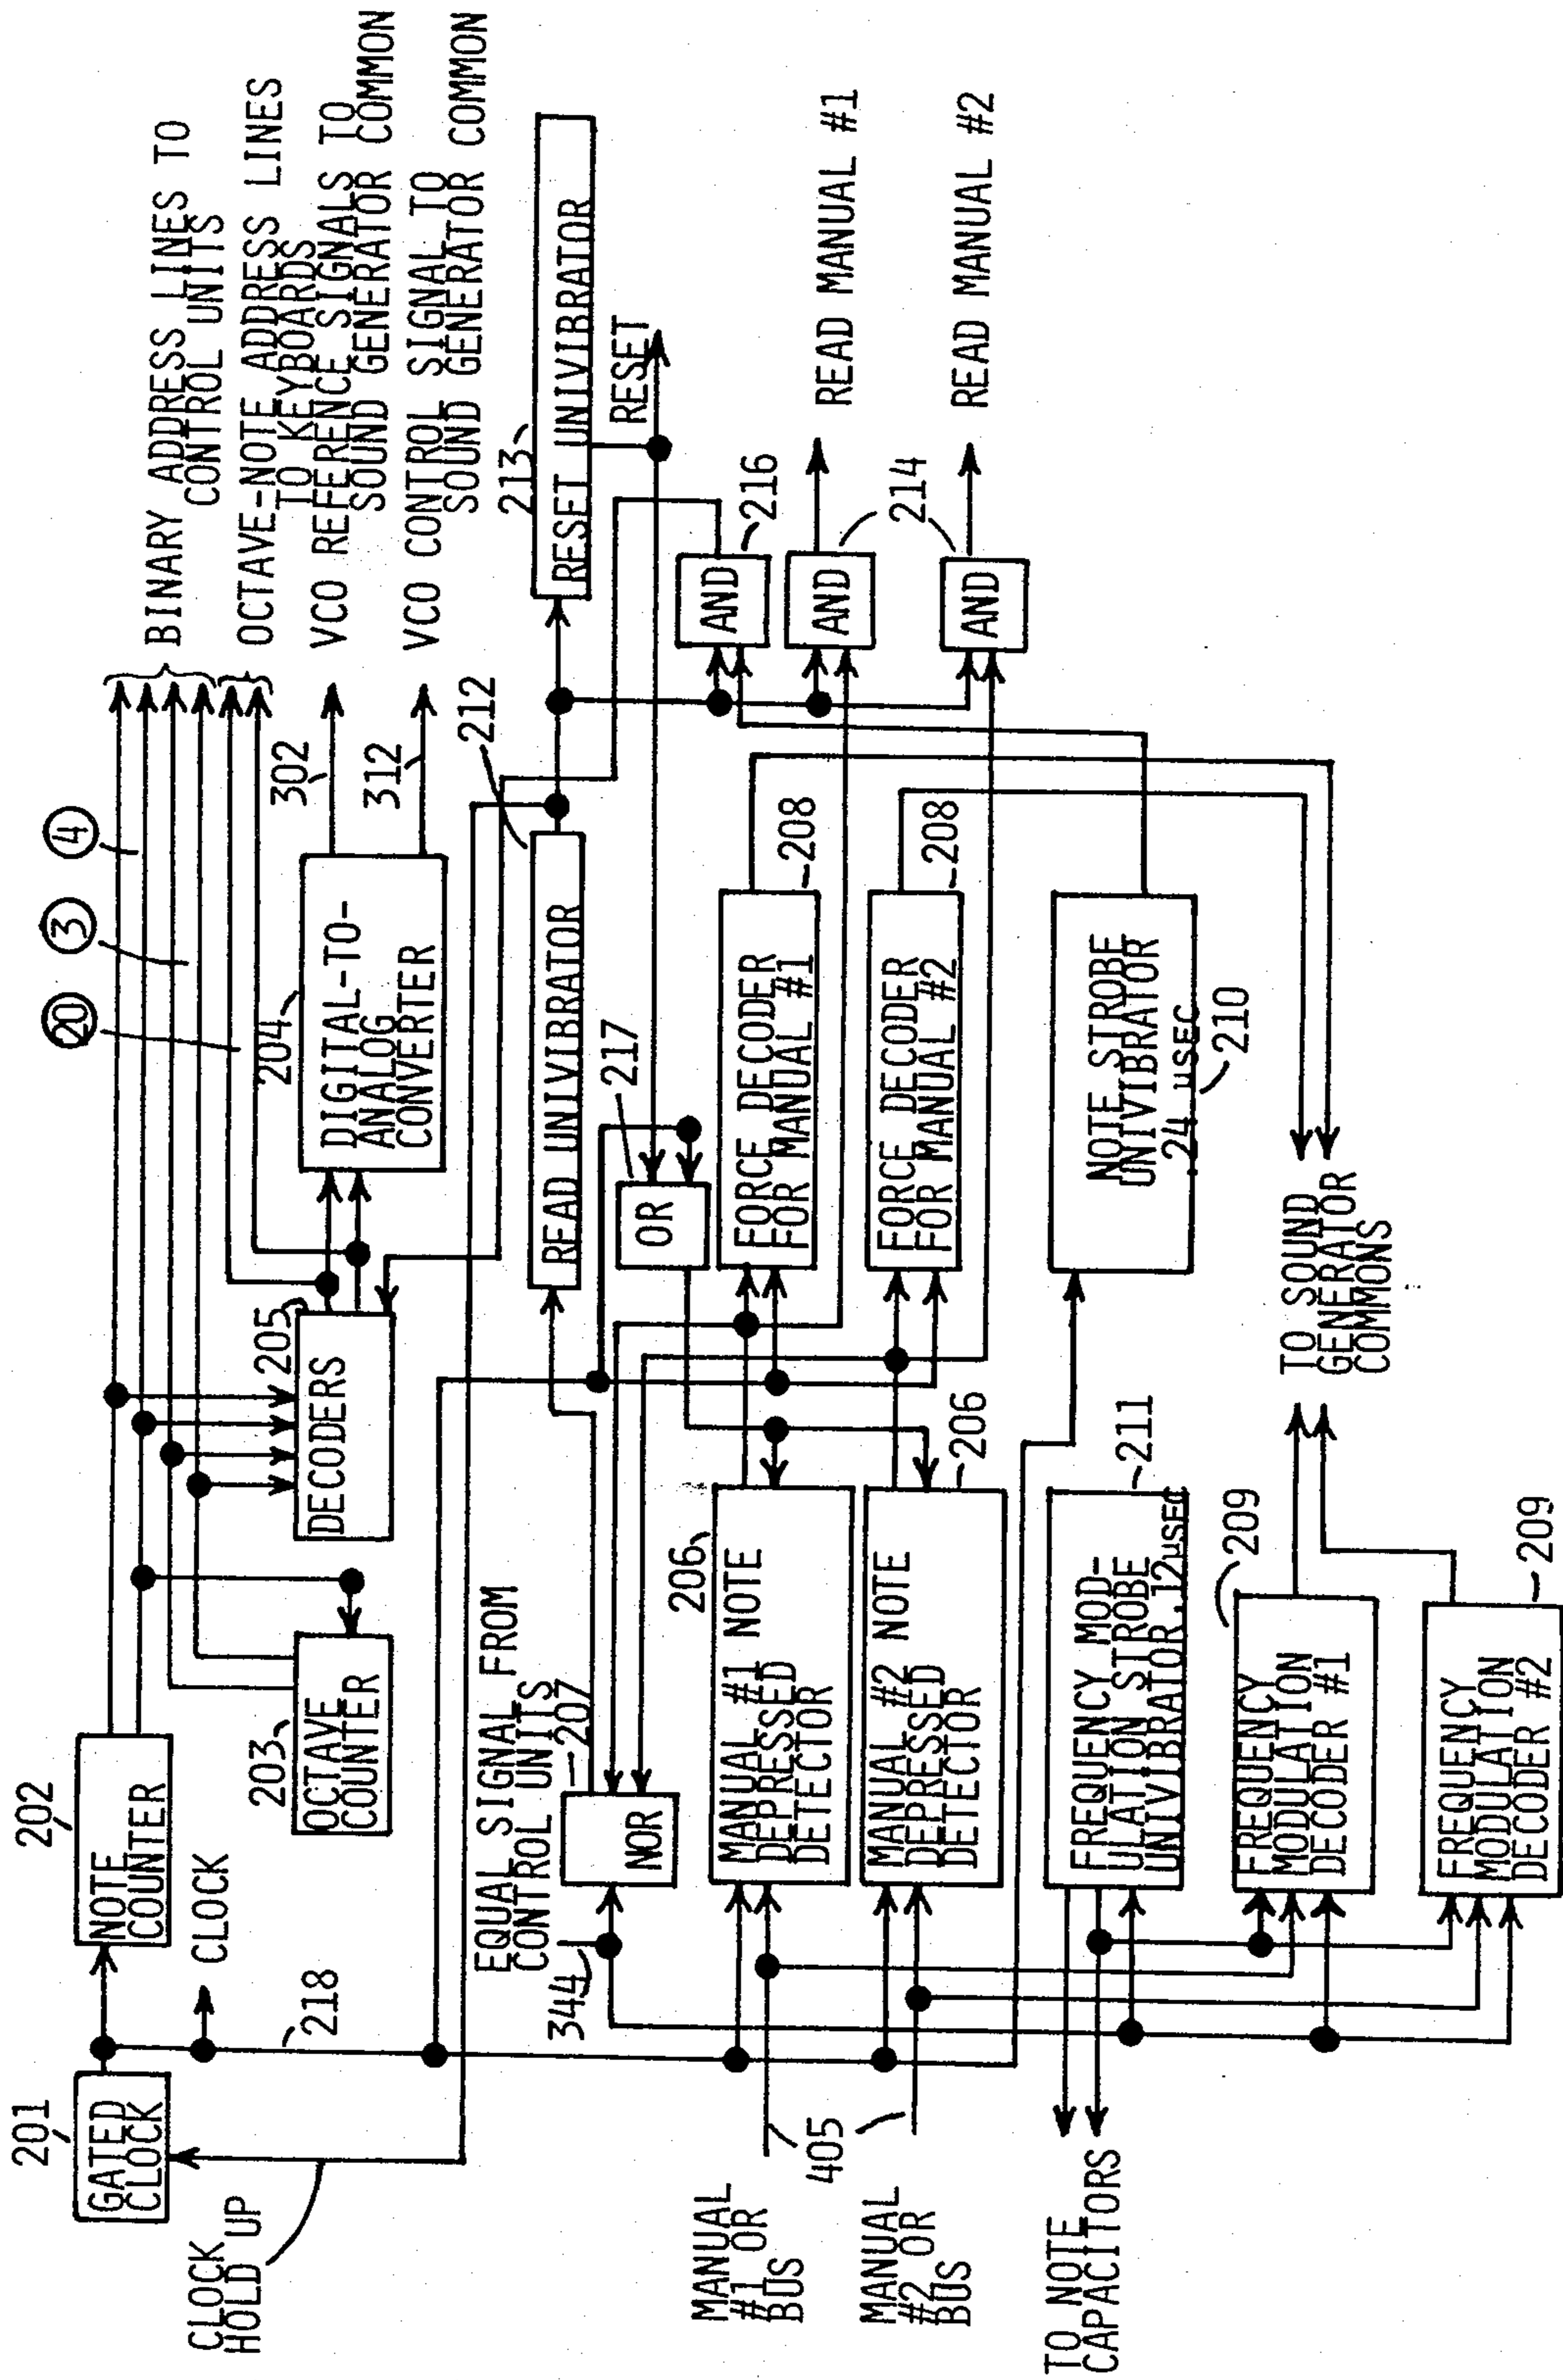 201
GATED
CLOCK
CLOCK
HOLD UP
202
NOTE
COUNTER
CLOCK
218
203
OCTAVE
COUNTER
205
DECODERS
20
3
4
204
DIGITAL-TO-
ANALOG
CONVERTER
302
312
BINARY ADDRESS LINES TO
CONTROL UNITS
OCTAVE-NOTE ADDRESS LINES
TO KEYBOARDS
VCO REFERENCE SIGNALS TO
SOUND GENERATOR COMMON
VCO CONTROL SIGNAL TO
SOUND GENERATOR COMMON
212
READ UNIVIBRATOR
213
RESET UNIVIBRATOR
RESET
EQUAL SIGNAL FROM
CONTROL UNITS
344
207
NOR
217
OR
216
AND
AND
214
AND
READ MANUAL #1
READ MANUAL #2
MANUAL
#1 OR
BUS
405
MANUAL
#2 OR
BUS
206
MANUAL #1 NOTE
DEPRESSED
DETECTOR
MANUAL #2 NOTE
DEPRESSED
DETECTOR
206
FORCE DECODER
FOR MANUAL #1
208
FORCE DECODER
FOR MANUAL #2
208
NOTE STROBE
UNIVIBRATOR
24 µSEC
210
TO NOTE
CAPACITORS
FREQUENCY MOD-
ULATION STROBE
UNIVIBRATOR.12µSEC
211
FREQUENCY
MODULATION
DECODER #1
209
FREQUENCY
MODULATION
DECODER #2
209
TO SOUND
GENERATOR
COMMONS